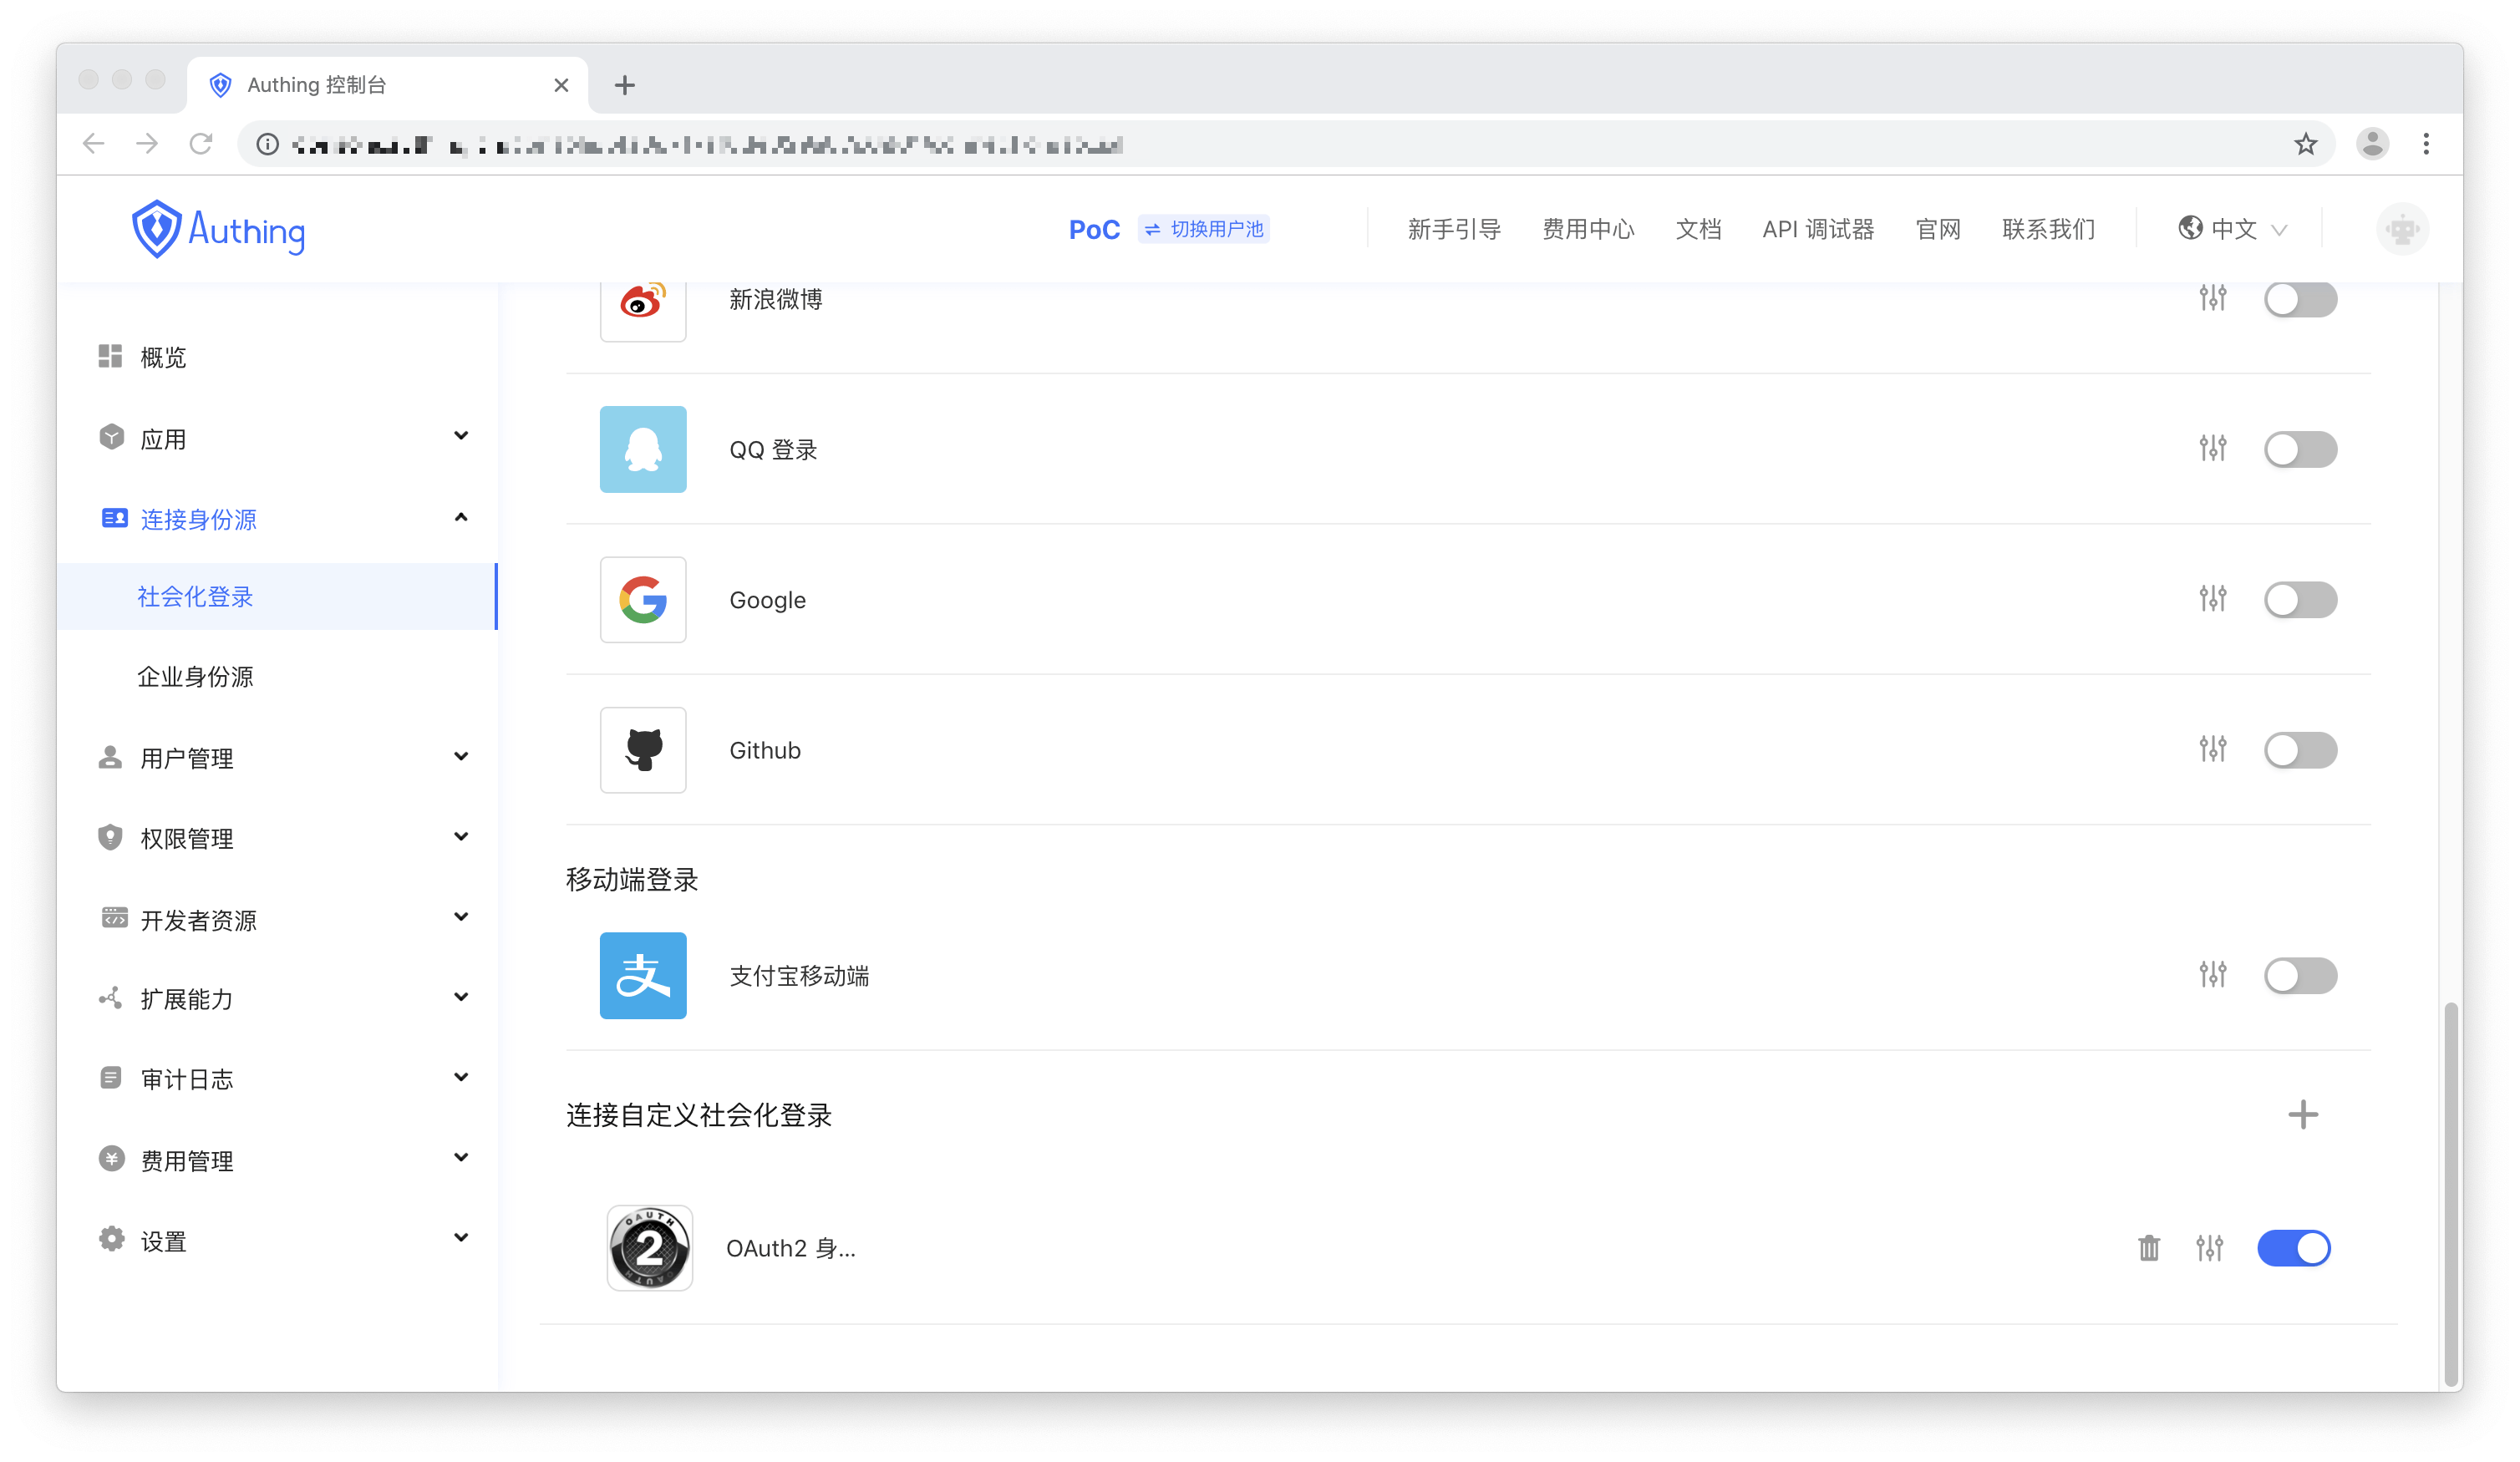 Authing 控制台
Authing
PoC
切换用户池
新手引导
费用中心
文档
API 调试器
官网
联系我们
中文
概览
应用
连接身份源
社会化登录
企业身份源
用户管理
权限管理
开发者资源
扩展能力
审计日志
费用管理
设置
新浪微博
QQ 登录
Google
Github
移动端登录
支付宝移动端
连接自定义社会化登录
OAUTH
2
OAUTH
OAuth2 身...